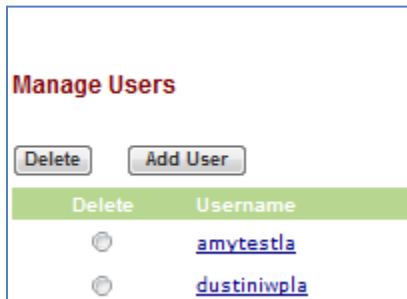 Manage Users
Delete Add User
Delete Username
amytestla
dustiniwpla